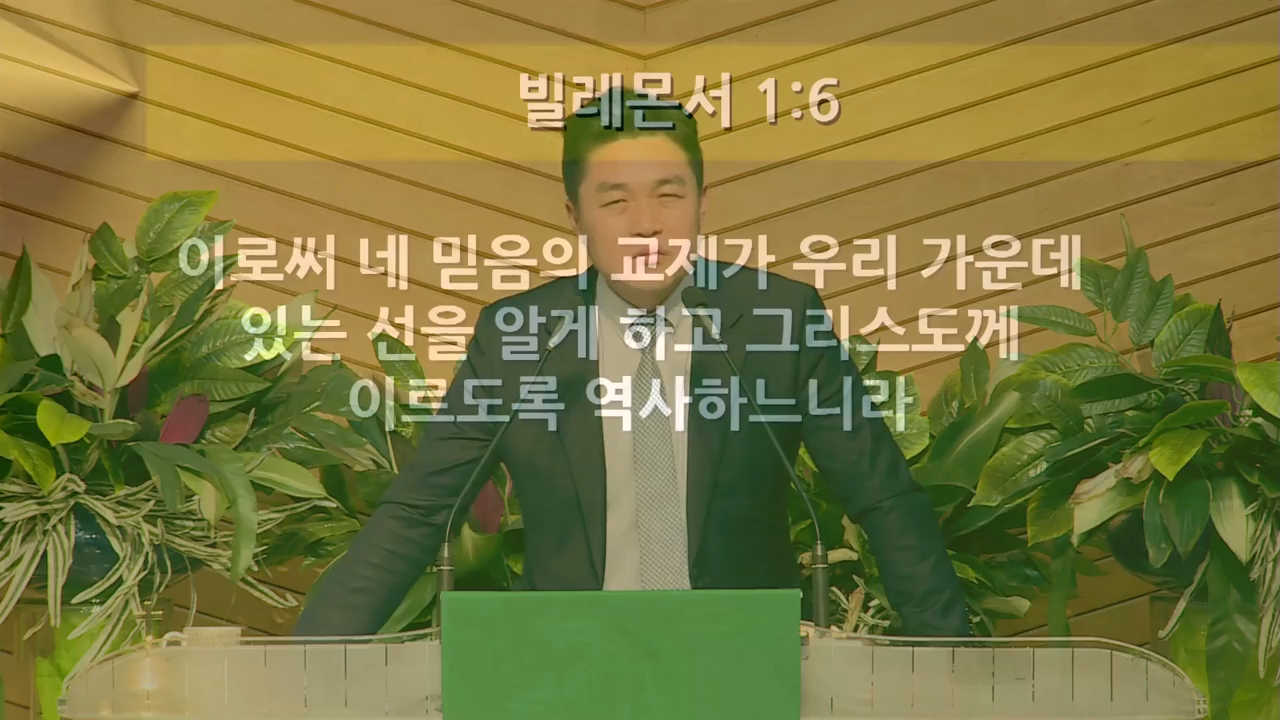 빌레몬서 1:6
이로써 네 믿음의 교제가 우리 가운데
있는 선을 알게 하고 그리스도께
이르도록 역사하느니라